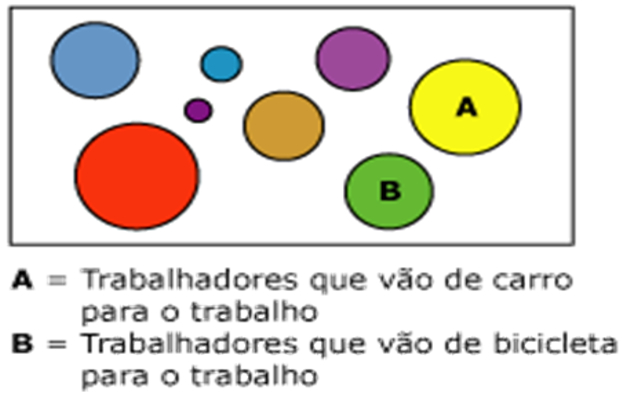 A
B
A = Trabalhadores que vão de carro
para o trabalho
B = Trabalhadores que vão de bicicleta
para o trabalho